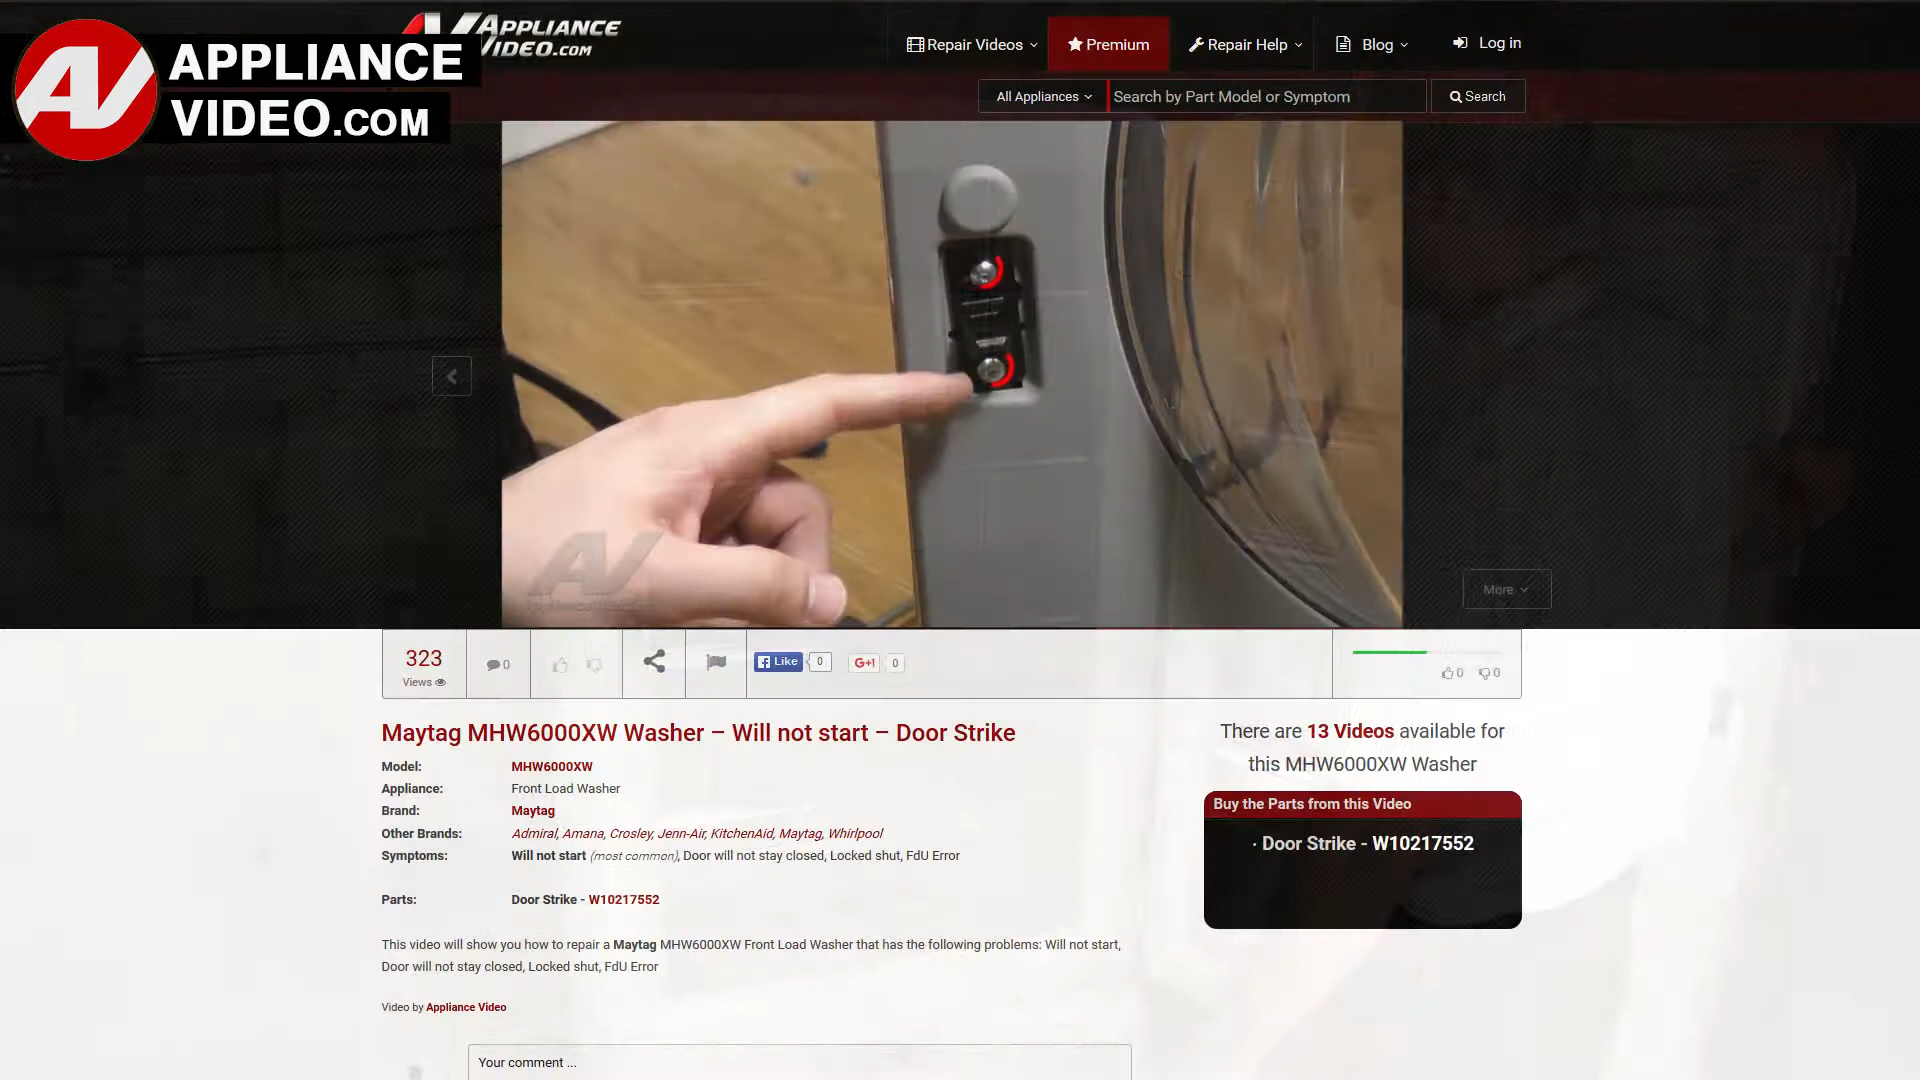 APPLIANCE
VIDEO.COM
APPLIANCE
VIDEO.COM
Repair Videos
Premium
Repair Help
Blog
Log in
All Appliances
Search by Part Model or Symptom
Search
More
323
Views
0
Like
0
G+1
0
0
0
Maytag MHW6000XW Washer – Will not start – Door Strike
Model: MHW6000XW
Appliance: Front Load Washer
Brand: Maytag
Other Brands: Admiral, Amana, Crosley, Jenn-Air, KitchenAid, Maytag, Whirlpool
Symptoms: Will not start (most common), Door will not stay closed, Locked shut, FdU Error
Parts: Door Strike - W10217552
This video will show you how to repair a Maytag MHW6000XW Front Load Washer that has the following problems: Will not start,
Door will not stay closed, Locked shut, FdU Error
Video by Appliance Video
Your comment ...
There are 13 Videos available for
this MHW6000XW Washer
Buy the Parts from this Video
· Door Strike - W10217552